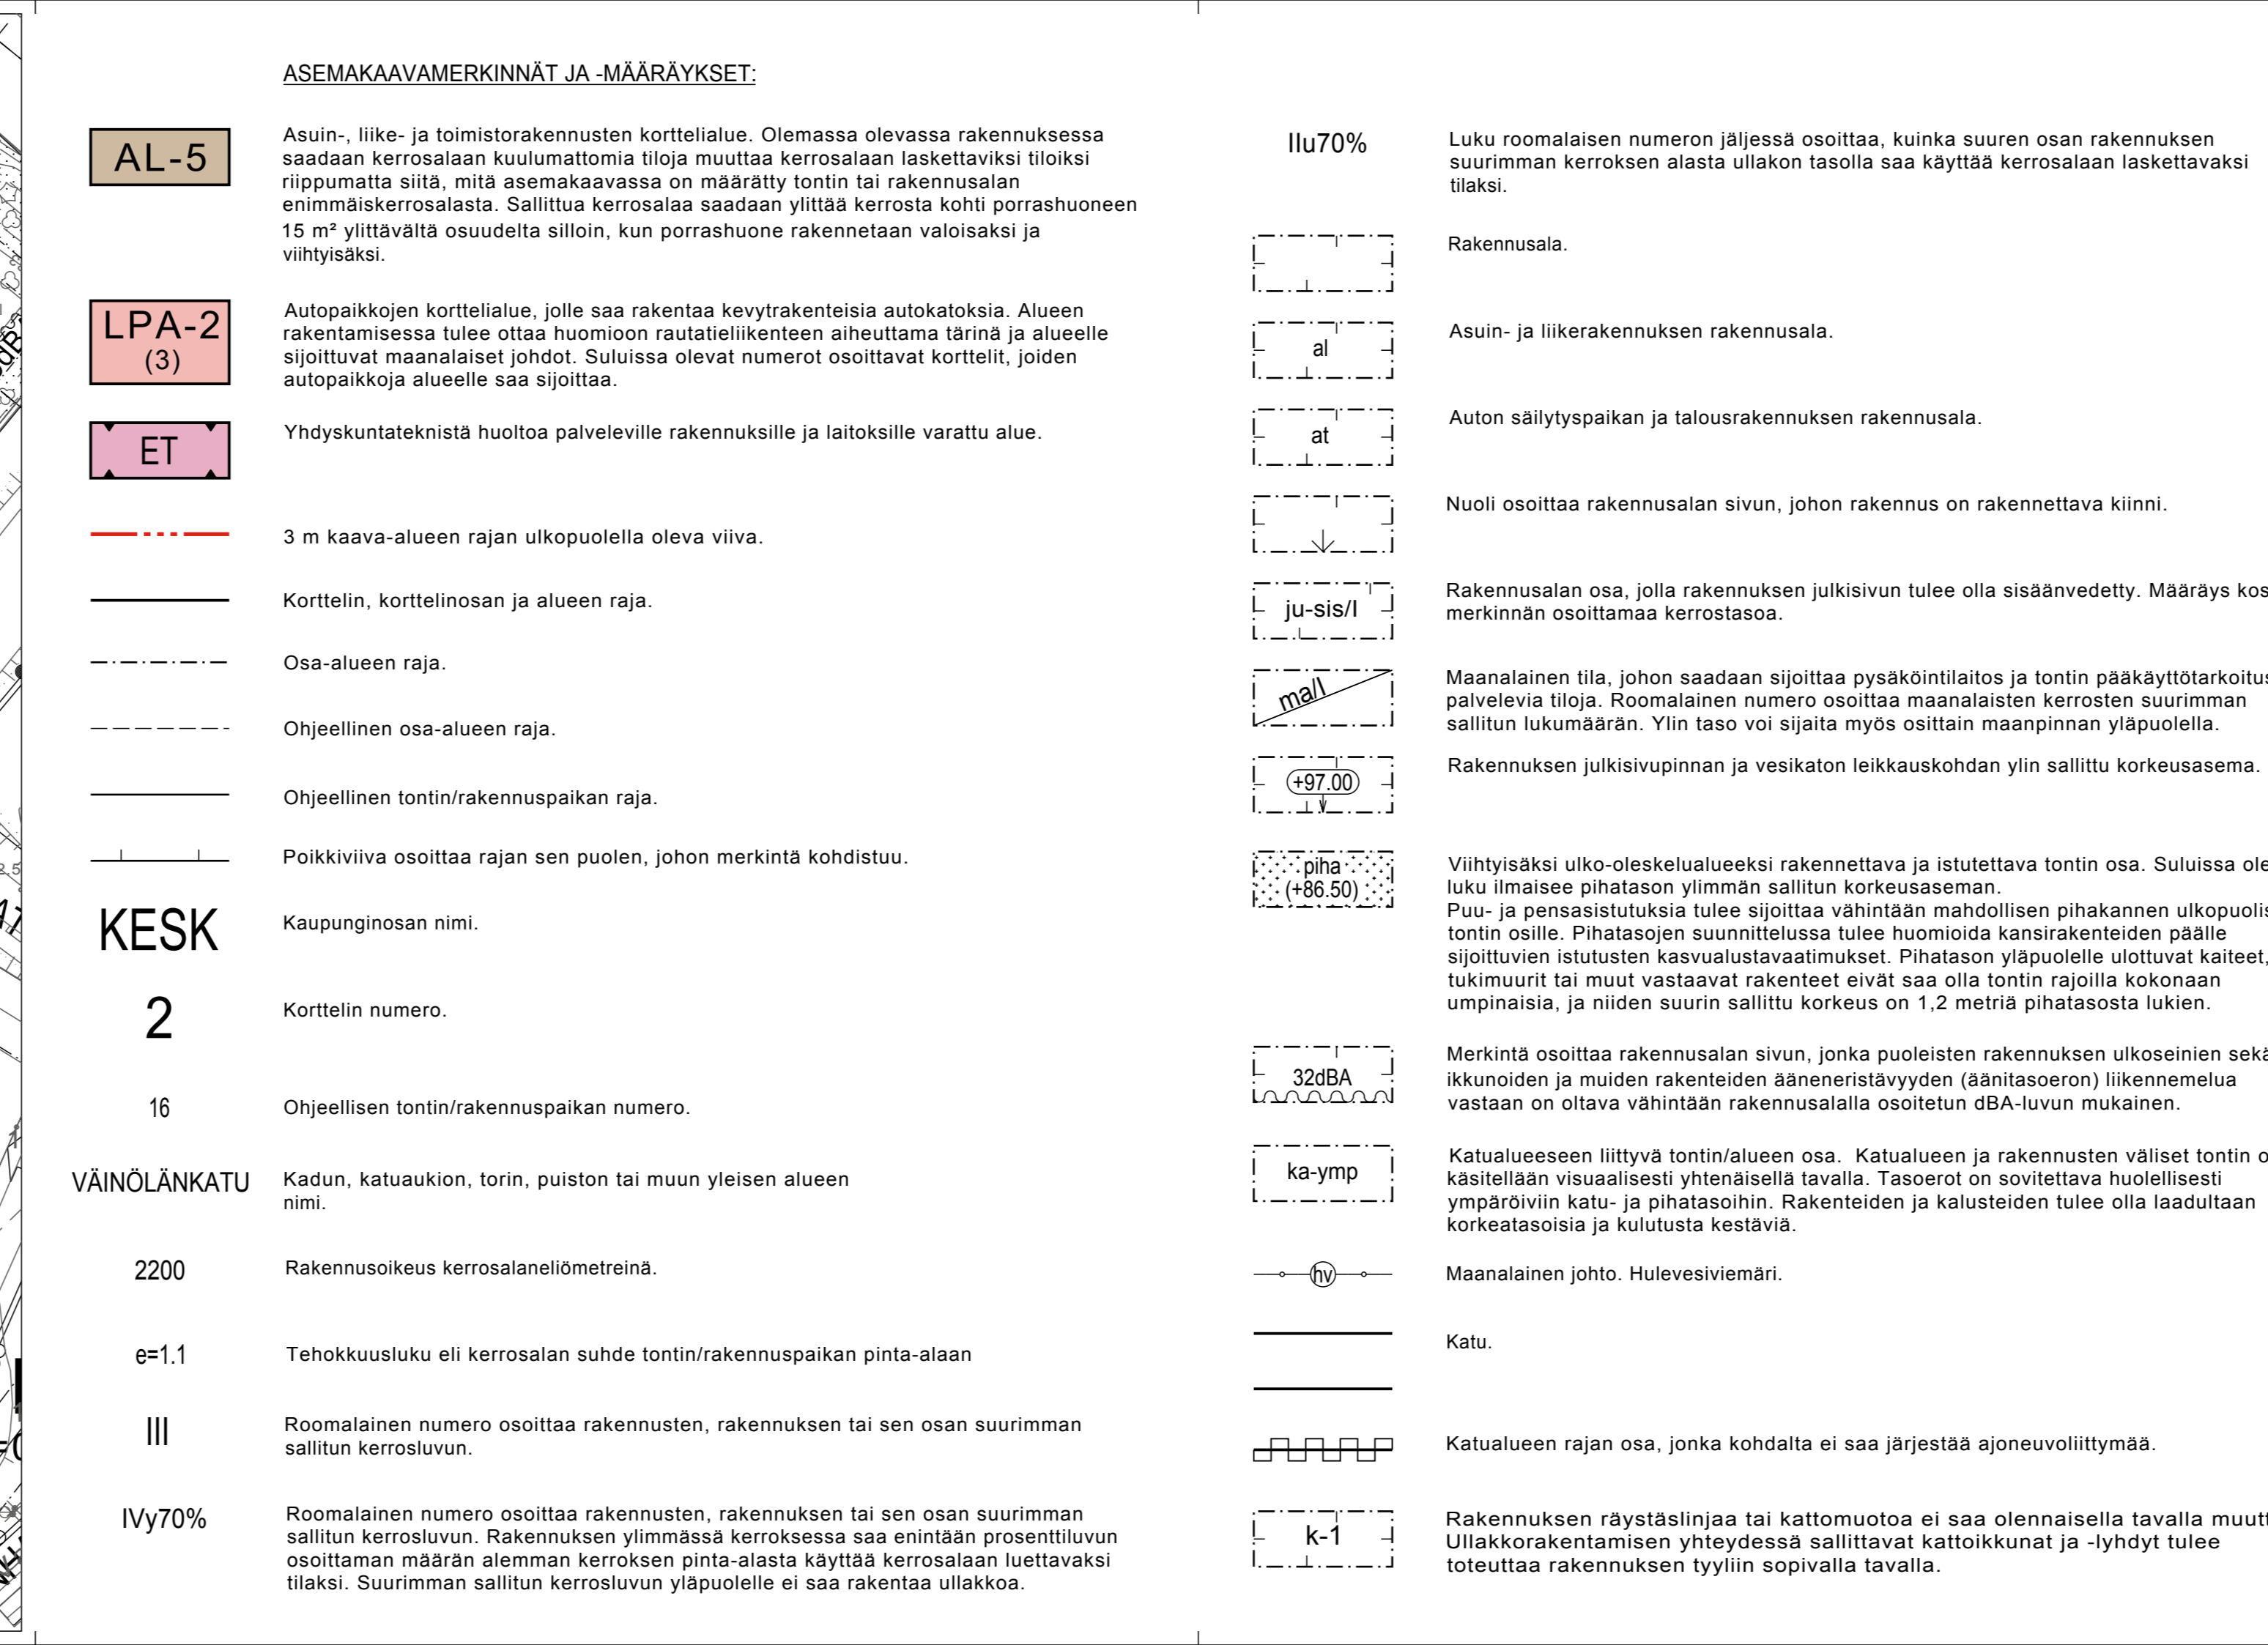 ASEMAKAAVAMERKINNÄT JA -MÄÄRÄYKSET:
AL-5
Asuin-, liike- ja toimistorakennusten korttelialue. Olemassa olevassa rakennuksessa
saadaan kerrosalaan kuulumattomia tiloja muuttaa kerrosalaan laskettaviksi tiloiksi
riippumatta siitä, mitä asemakaavassa on määrätty tontin tai rakennusalan
enimmäiskerrosalasta. Sallittua kerrosalaa saadaan ylittää kerrosta kohti porrashuoneen
15 m² ylittävältä osuudelta silloin, kun porrashuone rakennetaan valoisaksi ja
viihtyisäksi.
LPA-2
(3)
Autopaikkojen korttelialue, jolle saa rakentaa kevytrakenteisia autokatoksia. Alueen
rakentamisessa tulee ottaa huomioon rautatieliikenteen aiheuttama tärinä ja alueelle
sijoittuvat maanalaiset johdot. Suluissa olevat numerot osoittavat korttelit, joiden
autopaikkoja alueelle saa sijoittaa.
ET
Yhdyskuntateknistä huoltoa palveleville rakennuksille ja laitoksille varattu alue.
3 m kaava-alueen rajan ulkopuolella oleva viiva.
Korttelin, korttelinosan ja alueen raja.
Osa-alueen raja.
Ohjeellinen osa-alueen raja.
Ohjeellinen tontin/rakennuspaikan raja.
Poikkiviiva osoittaa rajan sen puolen, johon merkintä kohdistuu.
KESK
Kaupunginosan nimi.
2
Korttelin numero.
16
Ohjeellisen tontin/rakennuspaikan numero.
VÄINÖLÄNKATU
Kadun, katuaukion, torin, puiston tai muun yleisen alueen
nimi.
2200
Rakennusoikeus kerrosalaneliömetreinä.
e=1.1
Tehokkuusluku eli kerrosalan suhde tontin/rakennuspaikan pinta-alaan
III
Roomalainen numero osoittaa rakennusten, rakennuksen tai sen osan suurimman
sallitun kerrosluvun.
IVy70%
Roomalainen numero osoittaa rakennusten, rakennuksen tai sen osan suurimman
sallitun kerrosluvun. Rakennuksen ylimmässä kerroksessa saa enintään prosenttiluvun
osoittaman määrän alemman kerroksen pinta-alasta käyttää kerrosalaan luettavaksi
tilaksi. Suurimman sallitun kerrosluvun yläpuolelle ei saa rakentaa ullakkoa.
IIu70%
Luku roomalaisen numeron jäljessä osoittaa, kuinka suuren osan rakennuksen
suurimman kerroksen alasta ullakon tasolla saa käyttää kerrosalaan laskettavaksi
tilaksi.
Rakennusala.
al
Asuin- ja liikerakennuksen rakennusala.
at
Auton säilytyspaikan ja talousrakennuksen rakennusala.
Nuoli osoittaa rakennusalan sivun, johon rakennus on rakennettava kiinni.
ju-sis/I
Rakennusalan osa, jolla rakennuksen julkisivun tulee olla sisäänvedetty. Määräys kos
merkinnän osoittamaa kerrostasoa.
ma/I
Maanalainen tila, johon saadaan sijoittaa pysäköintilaitos ja tontin pääkäyttötarkoitus
palvelevia tiloja. Roomalainen numero osoittaa maanalaisten kerrosten suurimman
sallitun lukumäärän. Ylin taso voi sijaita myös osittain maanpinnan yläpuolella.
+97.00
Rakennuksen julkisivupinnan ja vesikaton leikkauskohdan ylin sallittu korkeusasema.
piha
(+86.50)
Viihtyisäksi ulko-oleskelualueeksi rakennettava ja istutettava tontin osa. Suluissa ole
luku ilmaisee pihatason ylimmän sallitun korkeusaseman.
Puu- ja pensasistutuksia tulee sijoittaa vähintään mahdollisen pihakannen ulkopuolis
tontin osille. Pihatasojen suunnittelussa tulee huomioida kansirakenteiden päälle
sijoittuvien istutusten kasvualustavaatimukset. Pihatason yläpuolelle ulottuvat kaiteet,
tukimuurit tai muut vastaavat rakenteet eivät saa olla tontin rajoilla kokonaan
umpinaisia, ja niiden suurin sallittu korkeus on 1,2 metriä pihatasosta lukien.
32dBA
Merkintä osoittaa rakennusalan sivun, jonka puoleisten rakennuksen ulkoseinien sekä
ikkunoiden ja muiden rakenteiden ääneneristävyyden (äänitasoeron) liikennemelua
vastaan on oltava vähintään rakennusalalla osoitetun dBA-luvun mukainen.
ka-ymp
Katualueeseen liittyvä tontin/alueen osa. Katualueen ja rakennusten väliset tontin o
käsitellään visuaalisesti yhtenäisellä tavalla. Tasoerot on sovitettava huolellisesti
ympäröiviin katu- ja pihatasoihin. Rakenteiden ja kalusteiden tulee olla laadultaan
korkeatasoisia ja kulutusta kestäviä.
hv
Maanalainen johto. Hulevesiviemäri.
Katu.
Katualueen rajan osa, jonka kohdalta ei saa järjestää ajoneuvoliittymää.
k-1
Rakennuksen räystäslinjaa tai kattomuotoa ei saa olennaisella tavalla muutt
Ullakkorakentamisen yhteydessä sallittavat kattoikkunat ja -lyhdyt tulee
toteuttaa rakennuksen tyyliin sopivalla tavalla.